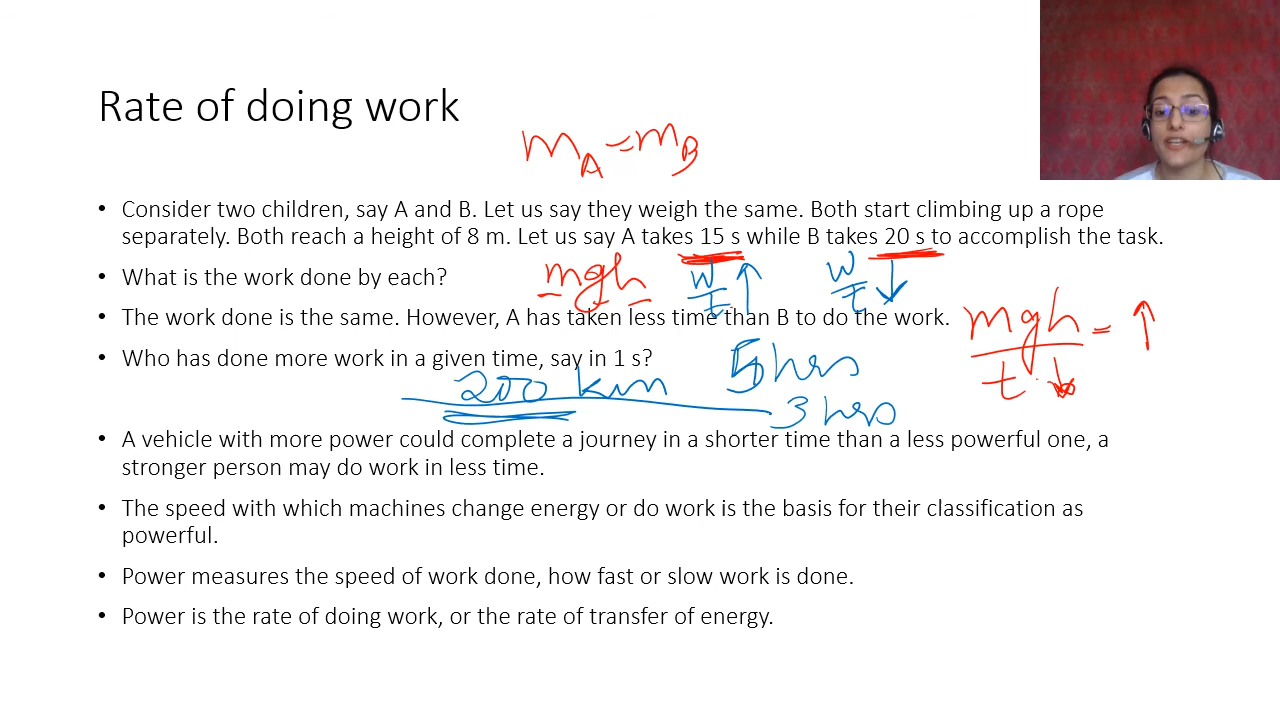 Rate of doing work
mA = mB
• Consider two children, say A and B. Let us say they weigh the same. Both start climbing up a rope
separately. Both reach a height of 8 m. Let us say A takes 15 s while B takes 20 s to accomplish the task.
• What is the work done by each? mgh W/t ↑ W/t ↓
• The work done is the same. However, A has taken less time than B to do the work. mgh/t ↓ = ↑
• Who has done more work in a given time, say in 1 s? 5 hrs
200 km 3 hrs
• A vehicle with more power could complete a journey in a shorter time than a less powerful one, a
stronger person may do work in less time.
• The speed with which machines change energy or do work is the basis for their classification as
powerful.
• Power measures the speed of work done, how fast or slow work is done.
• Power is the rate of doing work, or the rate of transfer of energy.